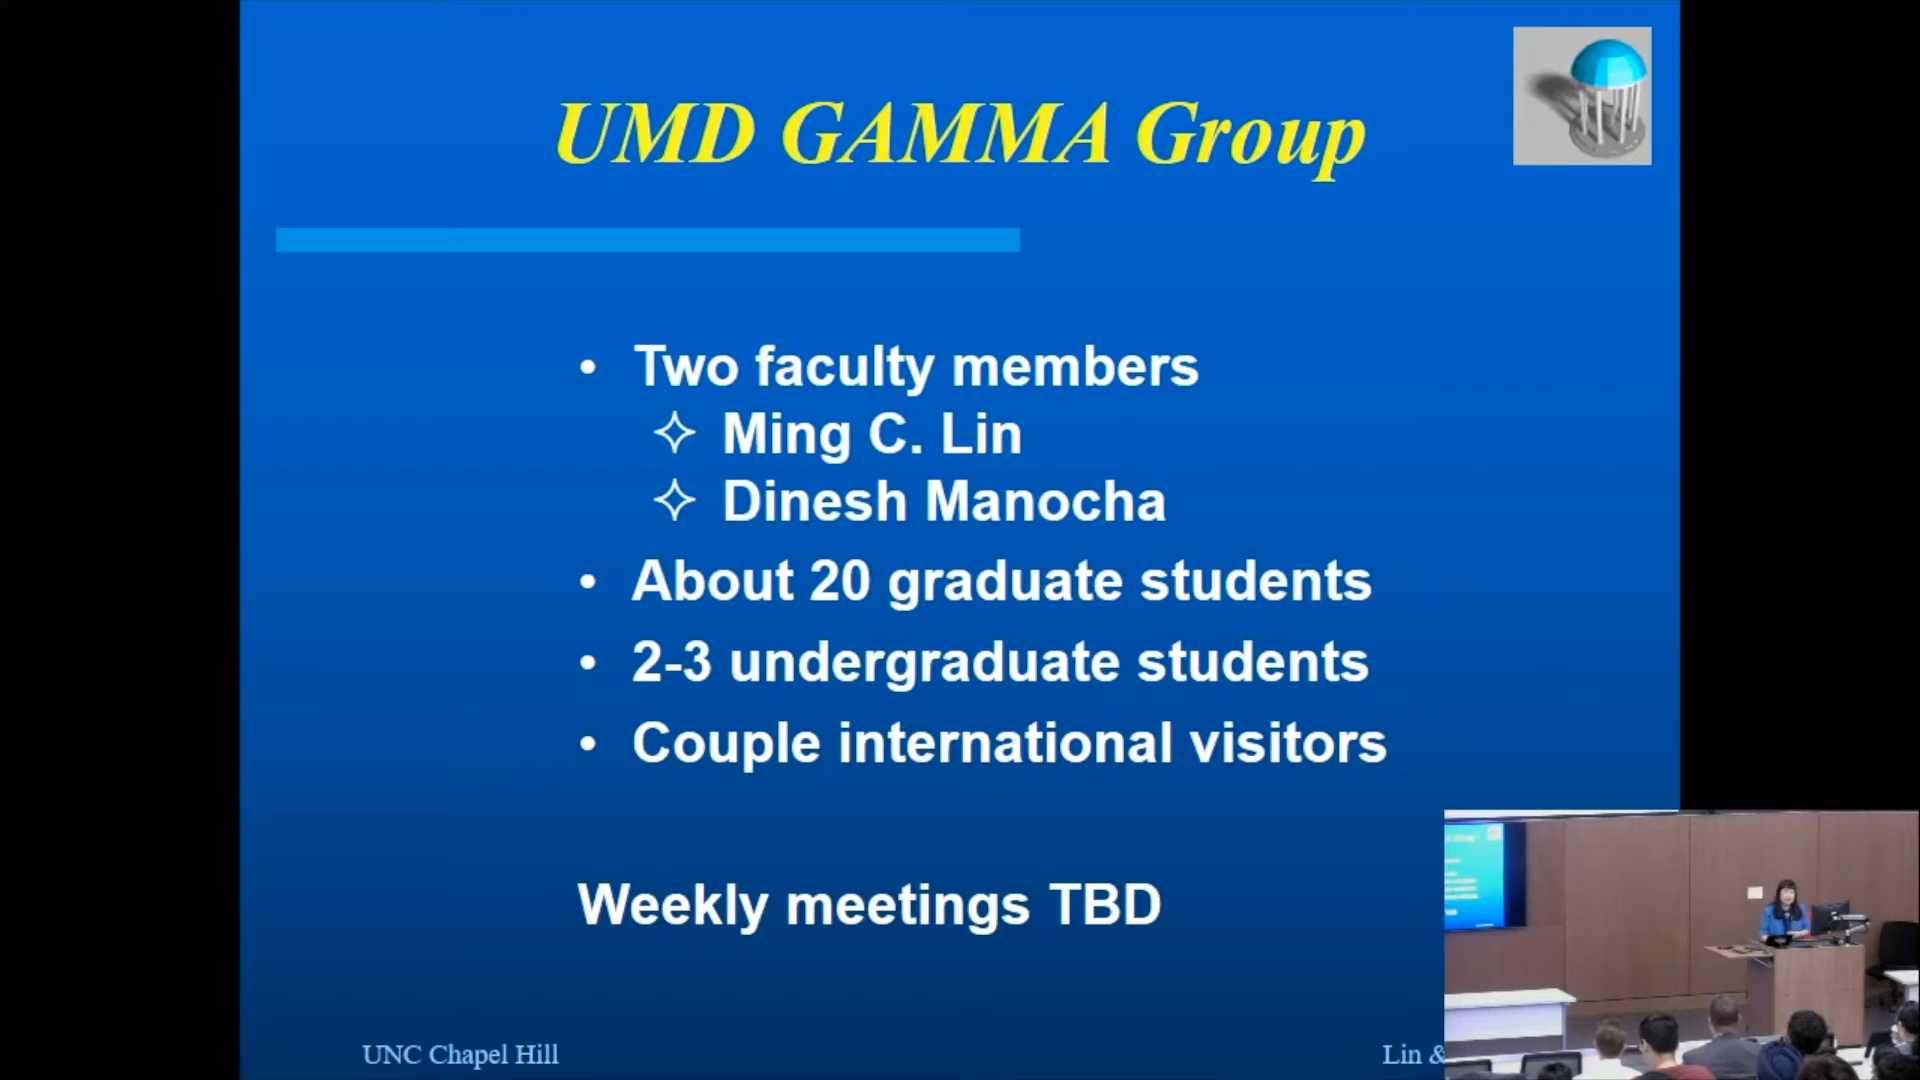 UMD GAMMA Group
• Two faculty members
✧ Ming C. Lin
✧ Dinesh Manocha
• About 20 graduate students
• 2-3 undergraduate students
• Couple international visitors
Weekly meetings TBD
UNC Chapel Hill
Lin &